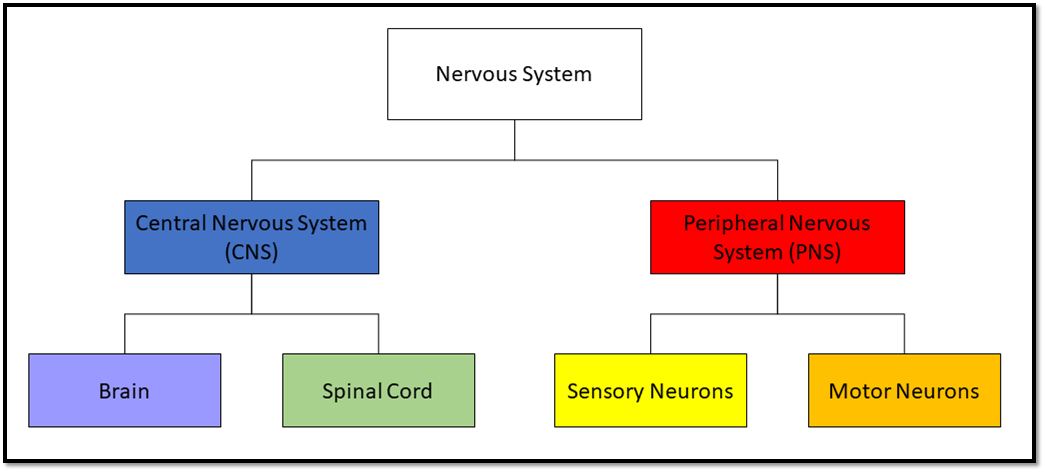 Nervous System
Central Nervous System
(CNS)
Peripheral Nervous
System (PNS)
Brain
Spinal Cord
Sensory Neurons
Motor Neurons